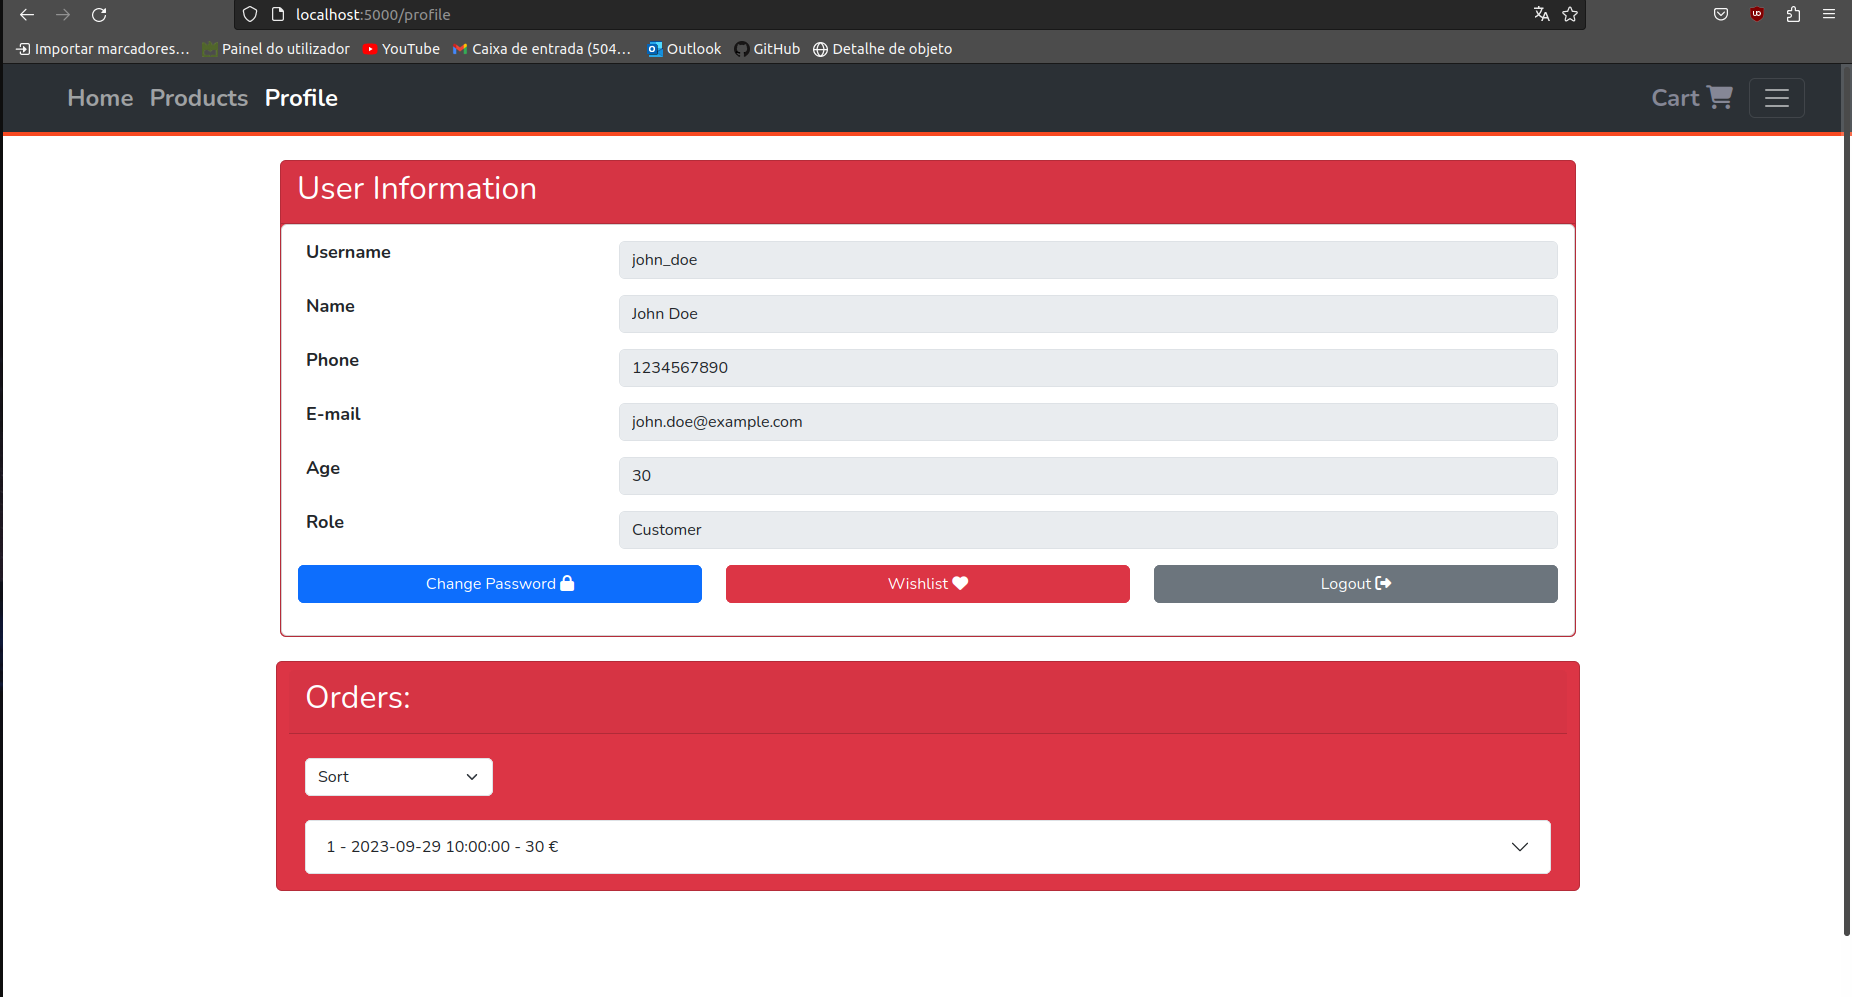 localhost:5000/profile
Importar marcadores... Painel do utilizador YouTube Caixa de entrada (504... Outlook GitHub Detalhe de objeto
Home Products Profile Cart
User Information
Username john_doe
Name John Doe
Phone 1234567890
E-mail john.doe@example.com
Age 30
Role Customer
Change Password Wishlist Logout
Orders:
Sort
1 - 2023-09-29 10:00:00 - 30 €